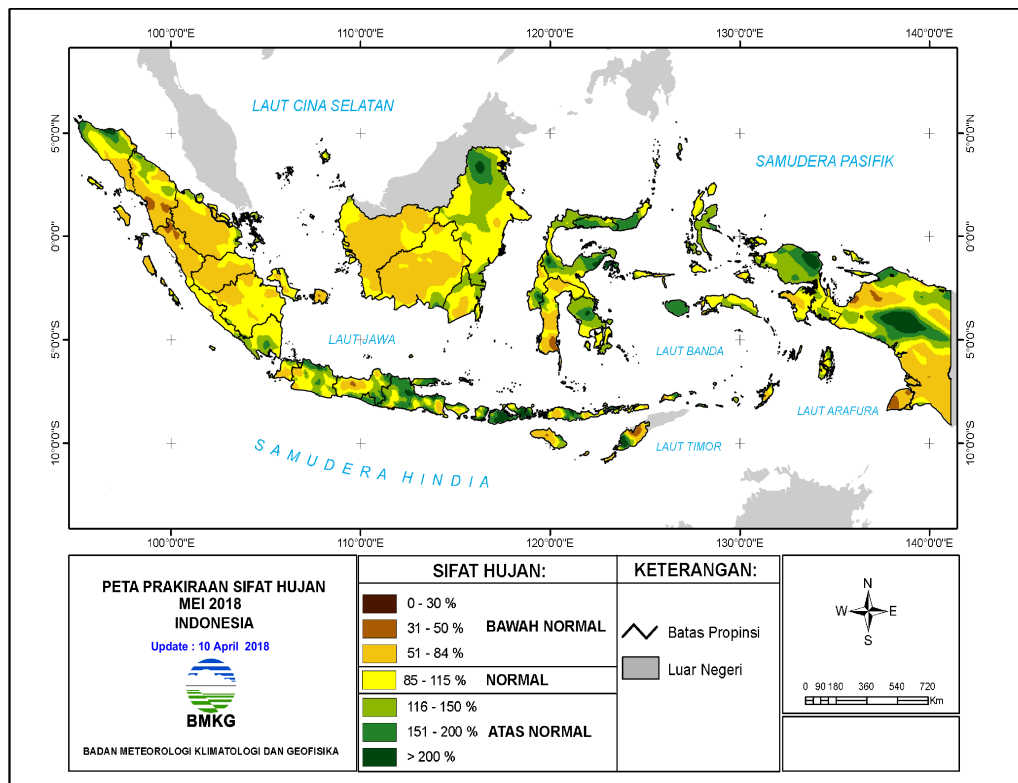 100°0'0"E 110°0'0"E 120°0'0"E 130°0'0"E 140°0'0"E
LAUT CINA SELATAN
5°0'0"N 5°0'0"N
SAMUDERA PASIFIK
0°0'0" 0°0'0"
LAUT JAWA
LAUT BANDA
5°0'0"S 5°0'0"S
LAUT ARAFURA
LAUT TIMOR
10°0'0"S 10°0'0"S
SAMUDERA HINDIA
100°0'0"E 110°0'0"E 120°0'0"E 130°0'0"E 140°0'0"E
PETA PRAKIRAAN SIFAT HUJAN
MEI 2018
INDONESIA
Update : 10 April 2018
BMKG
BADAN METEOROLOGI KLIMATOLOGI DAN GEOFISIKA
SIFAT HUJAN:
0 - 30 %
31 - 50 % BAWAH NORMAL
51 - 84 %
85 - 115 % NORMAL
116 - 150 %
151 - 200 % ATAS NORMAL
> 200 %
KETERANGAN:
Batas Propinsi
Luar Negeri
N
W E
S
0 90 180 360 540 720
Km